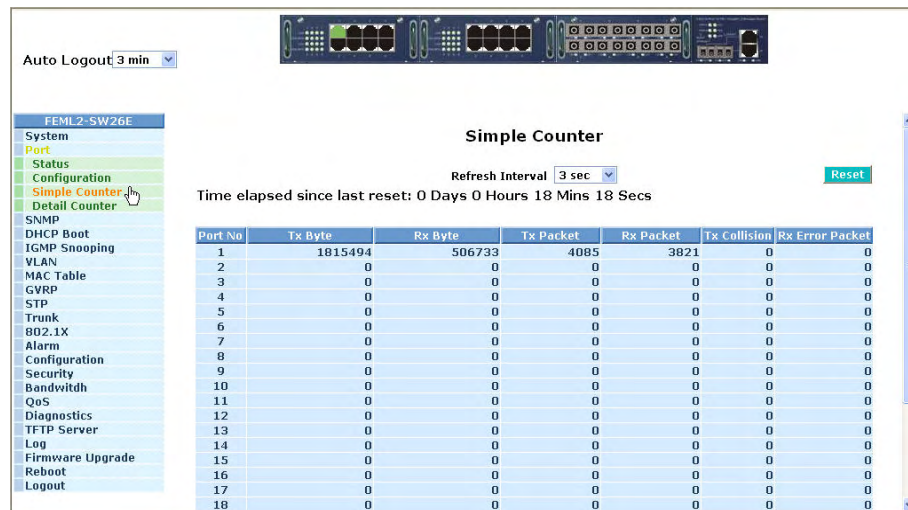 Auto Logout 3 min
FEML2-SW26E
System
Port
Status
Configuration
Simple Counter
Detail Counter
SNMP
DHCP Boot
IGMP Snooping
VLAN
MAC Table
GVRP
STP
Trunk
802.1X
Alarm
Configuration
Security
Bandwitdh
QoS
Diagnostics
TFTP Server
Log
Firmware Upgrade
Reboot
Logout
Simple Counter
Refresh Interval 3 sec
Reset
Time elapsed since last reset: 0 Days 0 Hours 18 Mins 18 Secs
Port No Tx Byte Rx Byte Tx Packet Rx Packet Tx Collision Rx Error Packet
1 1815494 506733 4085 3821 0 0
2 0 0 0 0 0 0
3 0 0 0 0 0 0
4 0 0 0 0 0 0
5 0 0 0 0 0 0
6 0 0 0 0 0 0
7 0 0 0 0 0 0
8 0 0 0 0 0 0
9 0 0 0 0 0 0
10 0 0 0 0 0 0
11 0 0 0 0 0 0
12 0 0 0 0 0 0
13 0 0 0 0 0 0
14 0 0 0 0 0 0
15 0 0 0 0 0 0
16 0 0 0 0 0 0
17 0 0 0 0 0 0
18 0 0 0 0 0 0